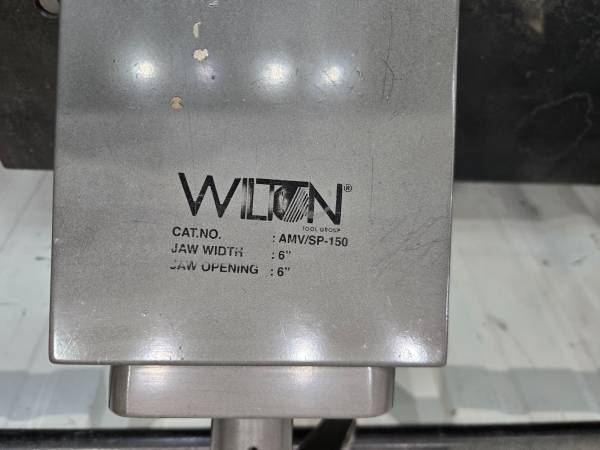 WILTON®
TOOL GROUP
CAT.NO. : AMV/SP-150
JAW WIDTH : 6"
JAW OPENING : 6"